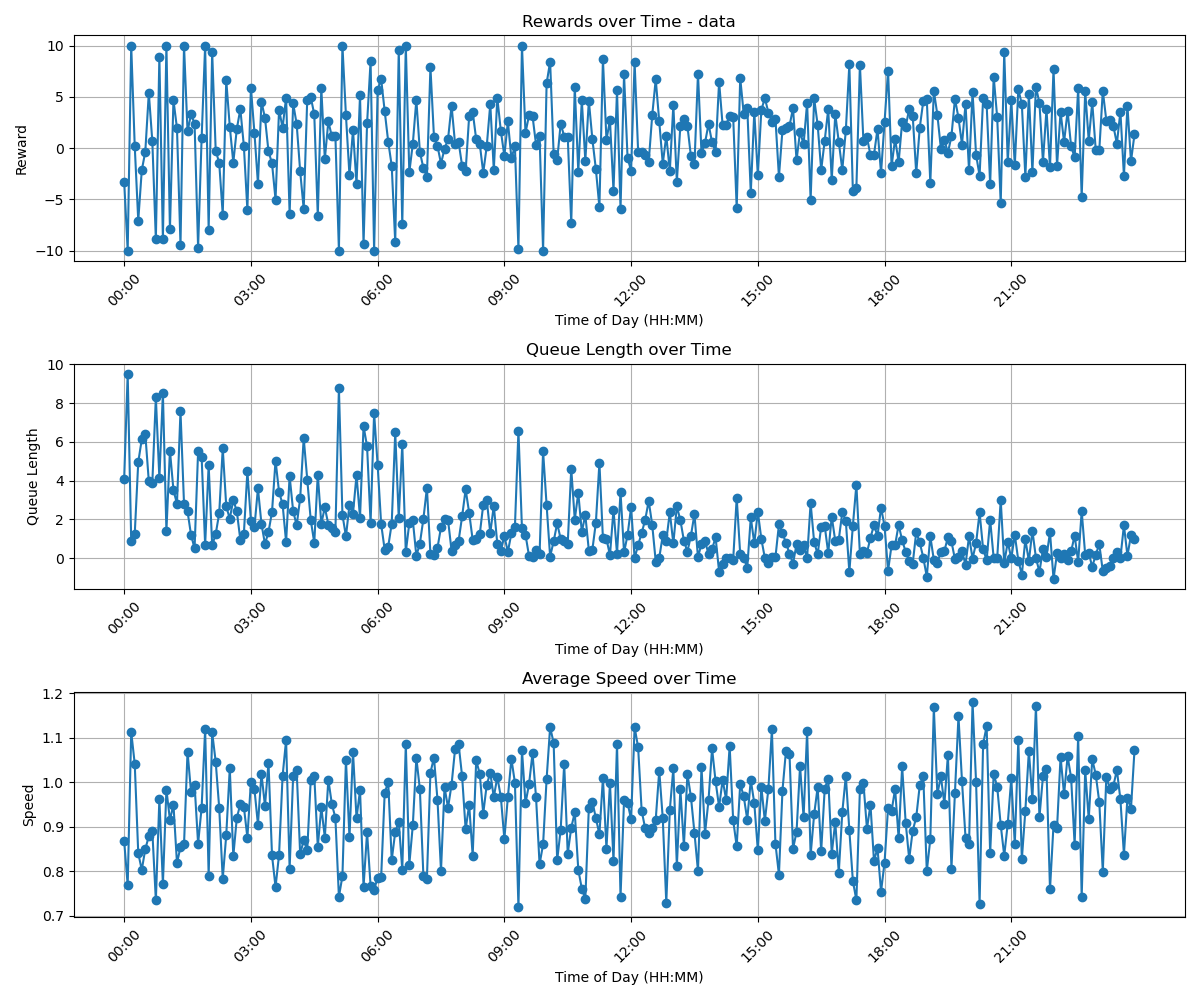 Rewards over Time - data
10
5
0
−5
−10
Reward
00:00 03:00 06:00 09:00 12:00 15:00 18:00 21:00
Time of Day (HH:MM)
Queue Length over Time
10
8
6
4
2
0
Queue Length
00:00 03:00 06:00 09:00 12:00 15:00 18:00 21:00
Time of Day (HH:MM)
Average Speed over Time
1.2
1.1
1.0
0.9
0.8
0.7
Speed
00:00 03:00 06:00 09:00 12:00 15:00 18:00 21:00
Time of Day (HH:MM)